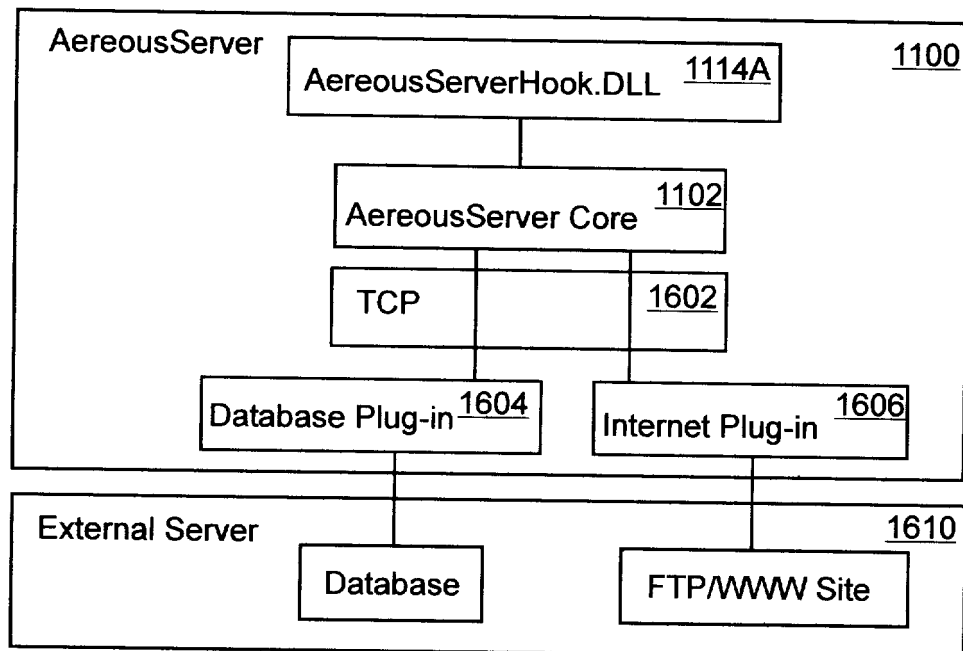 AereousServer
1100
1114A
AereousServerHook.DLL
1102
AereousServer Core
TCP
1602
Database Plug-in
1604
Internet Plug-in
1606
External Server
1610
Database
FTP/WWW Site